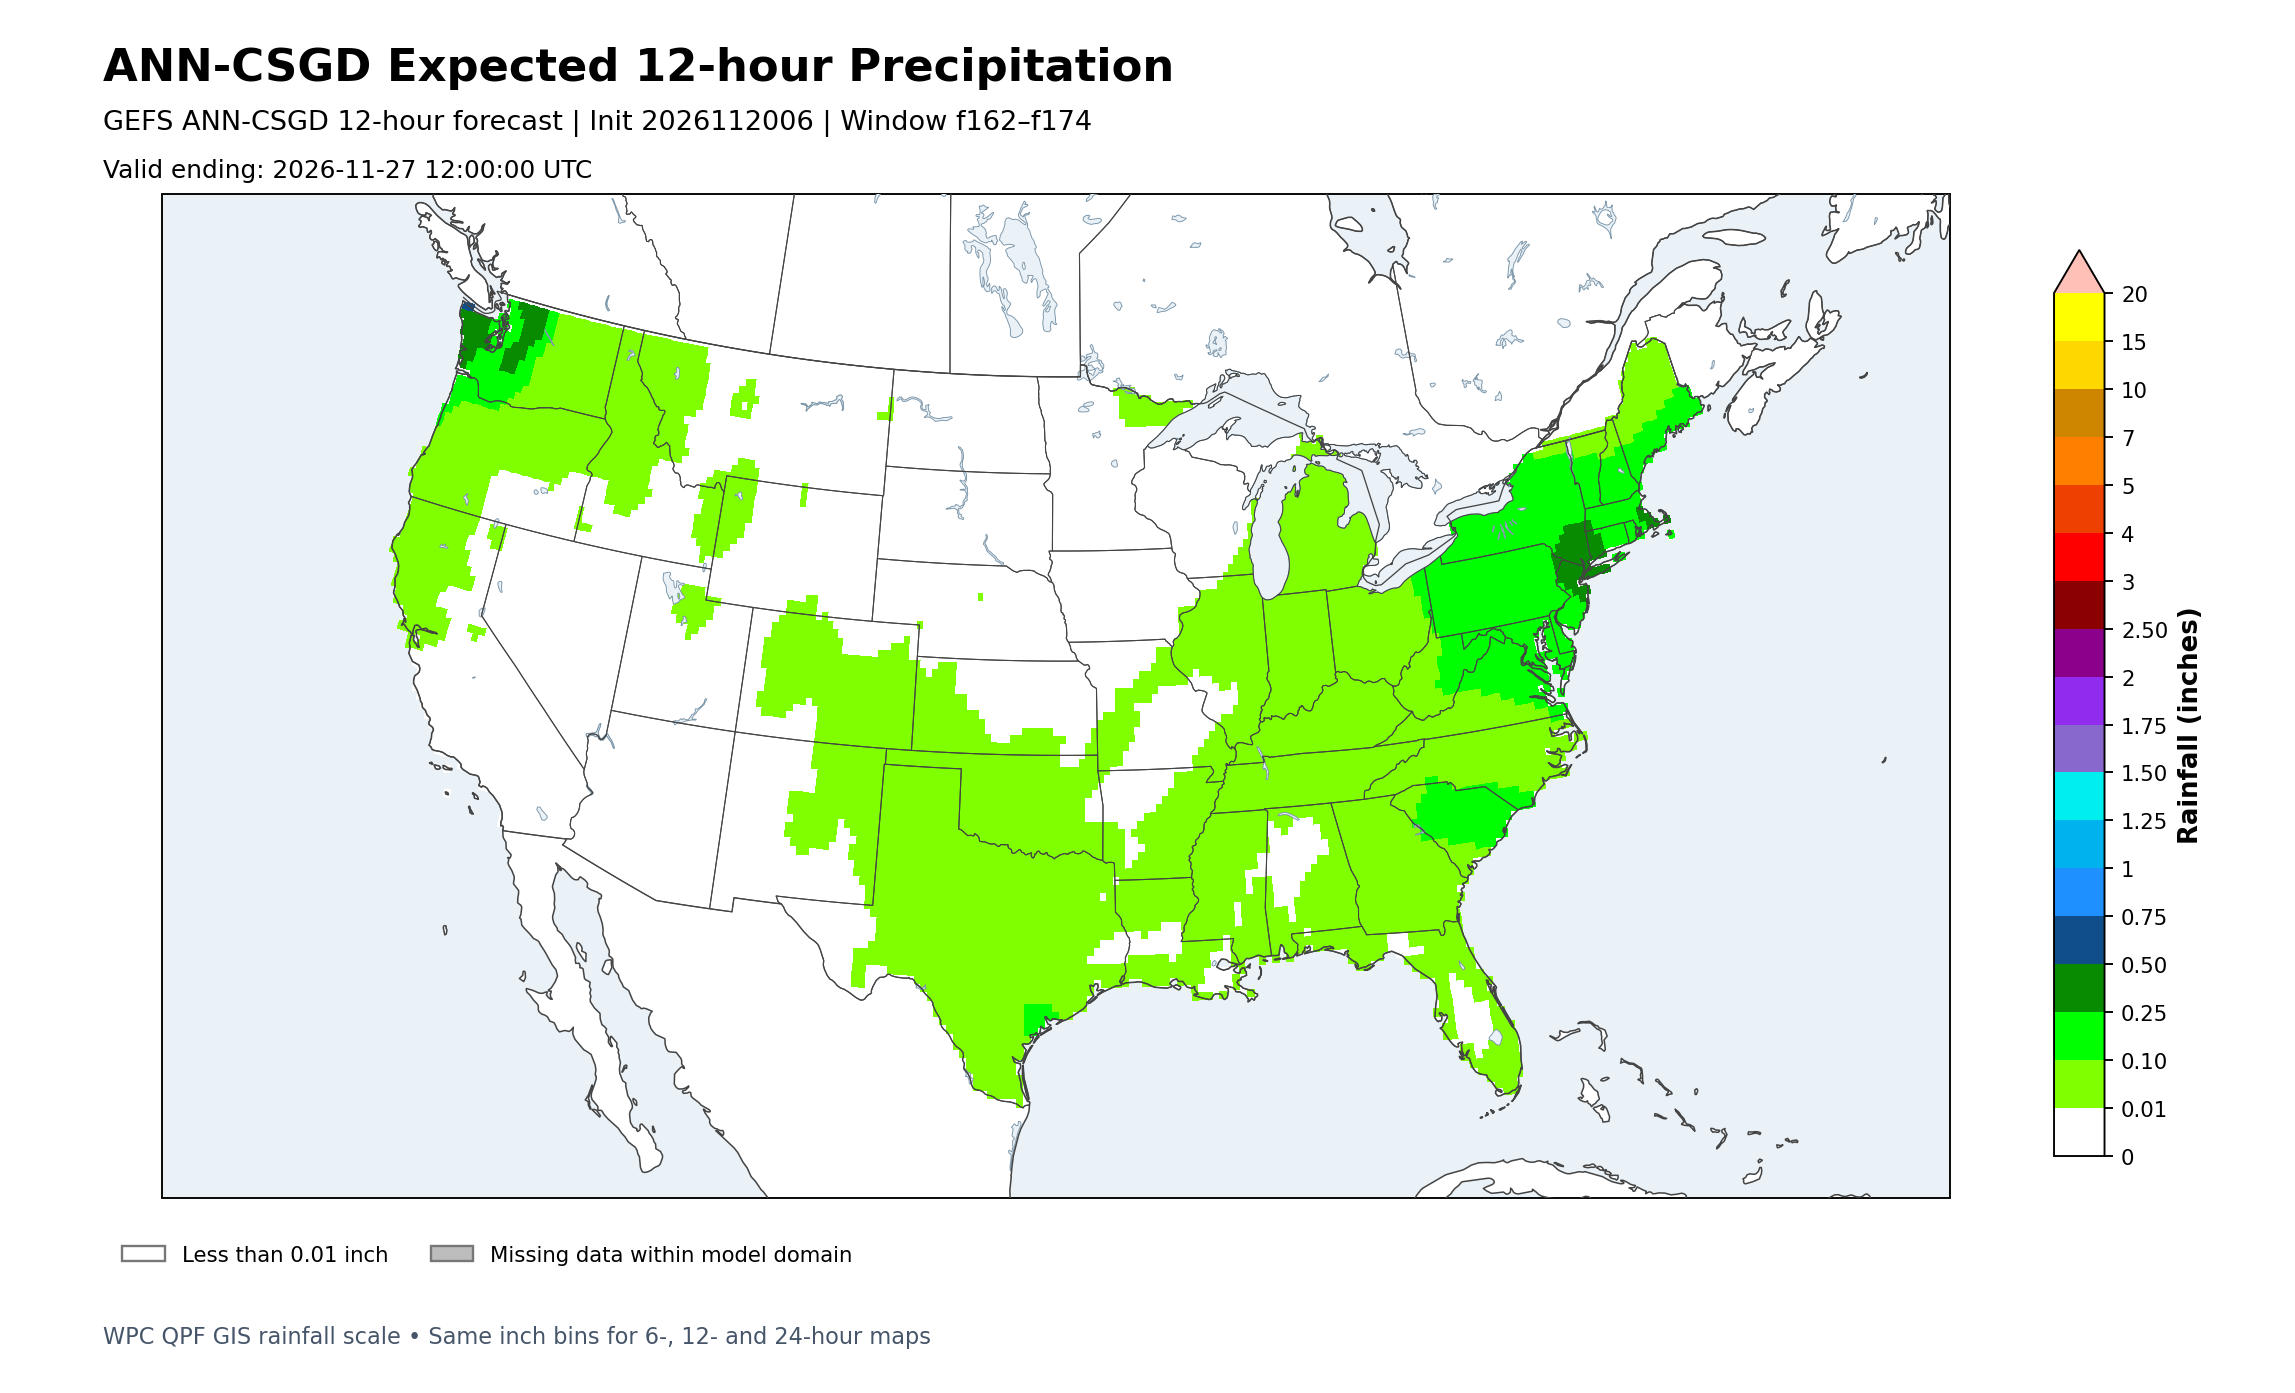 ANN-CSGD Expected 12-hour Precipitation
GEFS ANN-CSGD 12-hour forecast | Init 2026112006 | Window f162–f174
Valid ending: 2026-11-27 12:00:00 UTC
20
15
10
7
5
4
3
2.50
2
1.75
1.50
1.25
1
0.75
0.50
0.25
0.10
0.01
0
Rainfall (inches)
Less than 0.01 inch
Missing data within model domain
WPC QPF GIS rainfall scale • Same inch bins for 6-, 12- and 24-hour maps